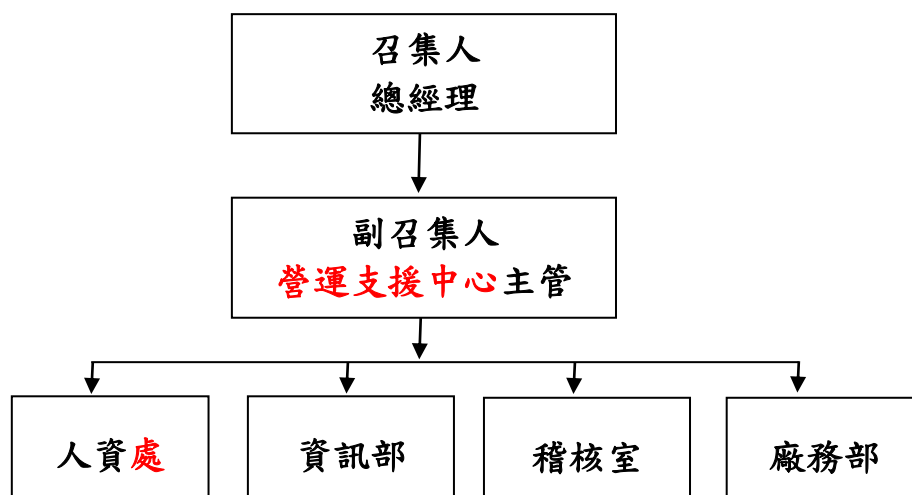 召集人
總經理
副召集人
營運支援中心主管
人資處
資訊部
稽核室
廠務部